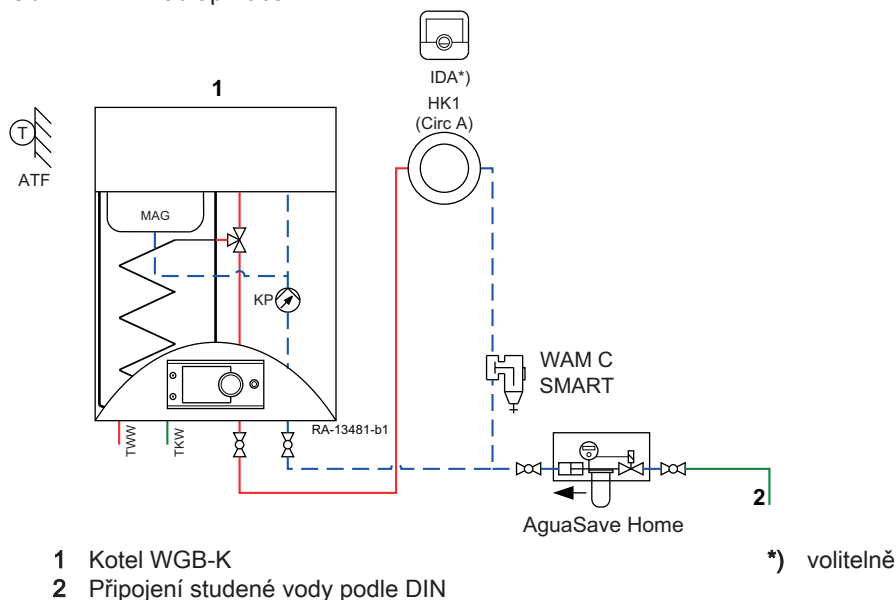 IDA*)
1
HK1
(Circ A)
T
ATF
MAG
KP
WAM C
SMART
RA-13481-b1
TWW
TKW
2
AguaSave Home
1 Kotel WGB-K
*) volitelně
2 Připojení studené vody podle DIN